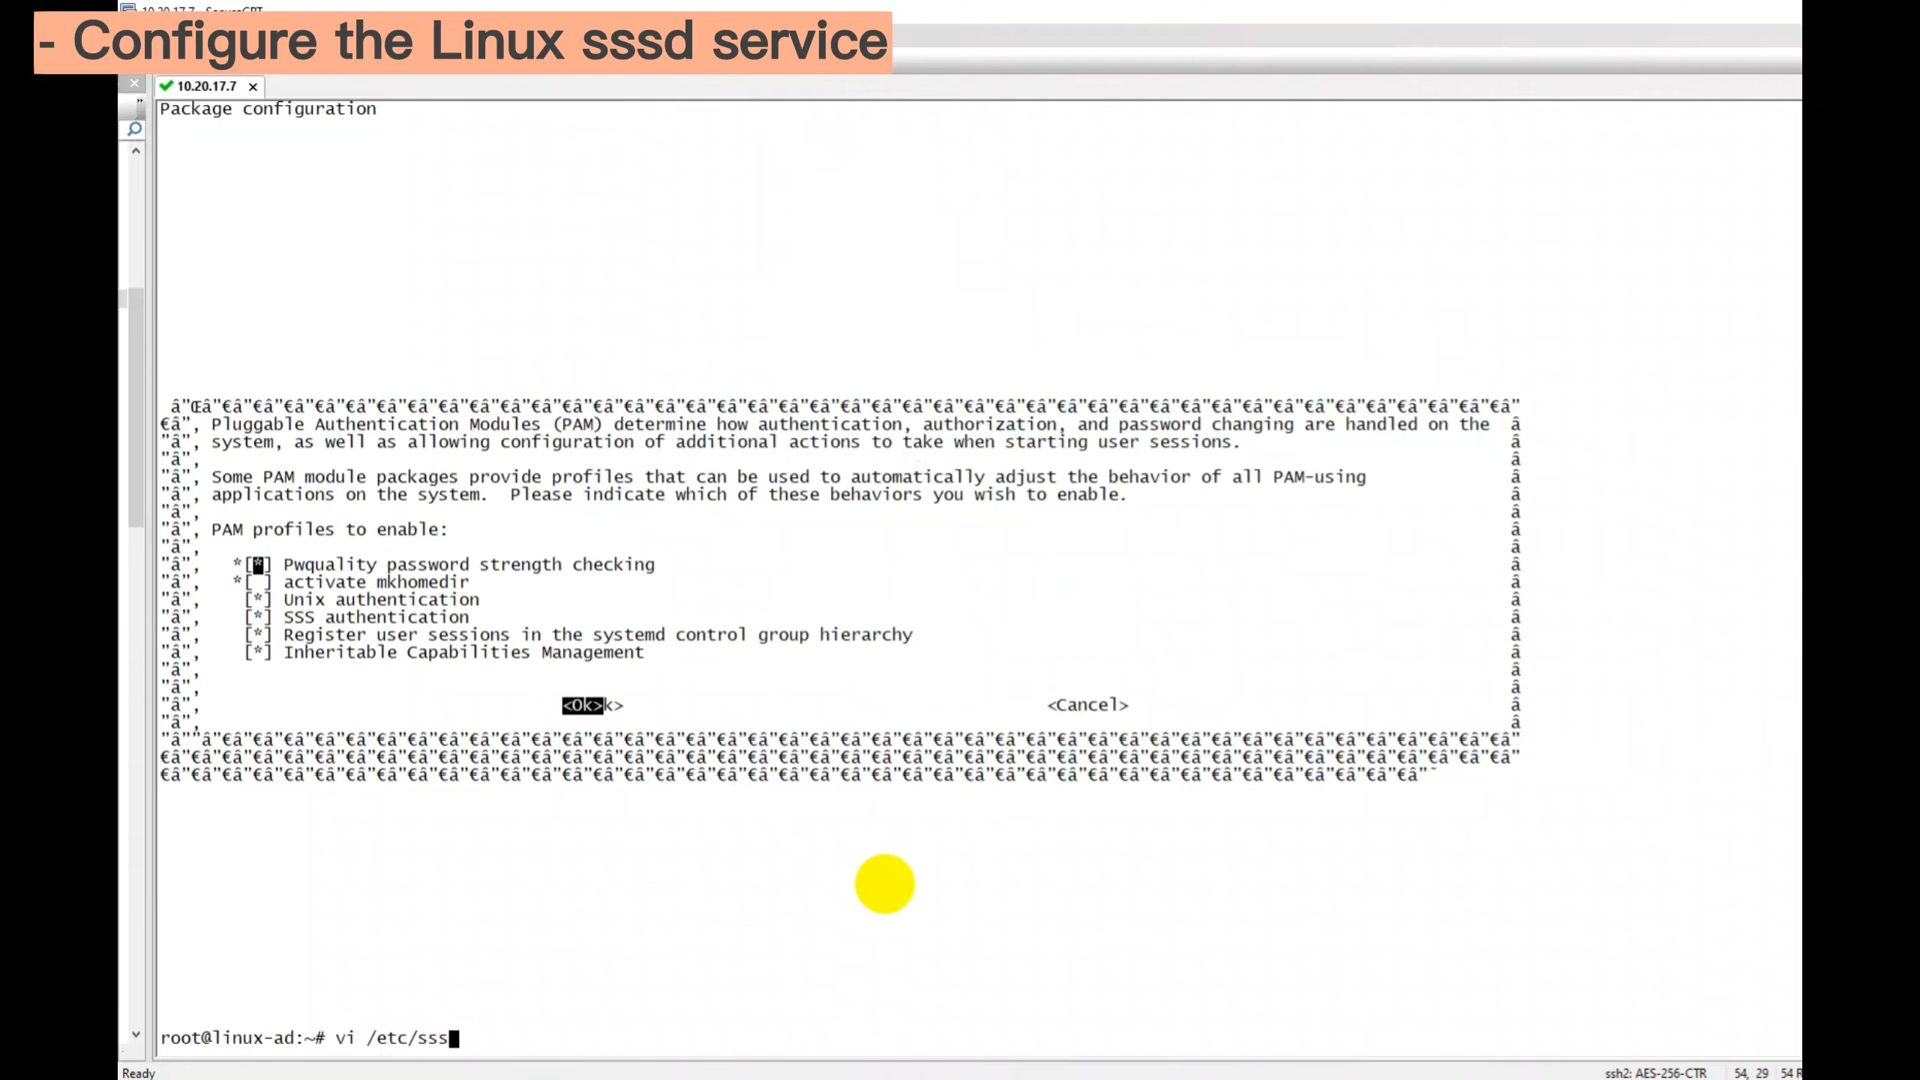 - Configure the Linux sssd service
10.20.17.7
Package configuration
Pluggable Authentication Modules (PAM) determine how authentication, authorization, and password changing are handled on the
system, as well as allowing configuration of additional actions to take when starting user sessions.
Some PAM module packages provide profiles that can be used to automatically adjust the behavior of all PAM-using
applications on the system.  Please indicate which of these behaviors you wish to enable.
PAM profiles to enable:
*[*] Pwquality password strength checking
*[ ] activate mkhomedir
[*] Unix authentication
[*] SSS authentication
[*] Register user sessions in the systemd control group hierarchy
[*] Inheritable Capabilities Management
<Ok>k> <Cancel>
root@linux-ad:~# vi /etc/sss
Ready ssh2: AES-256-CTR 54, 29 54 R